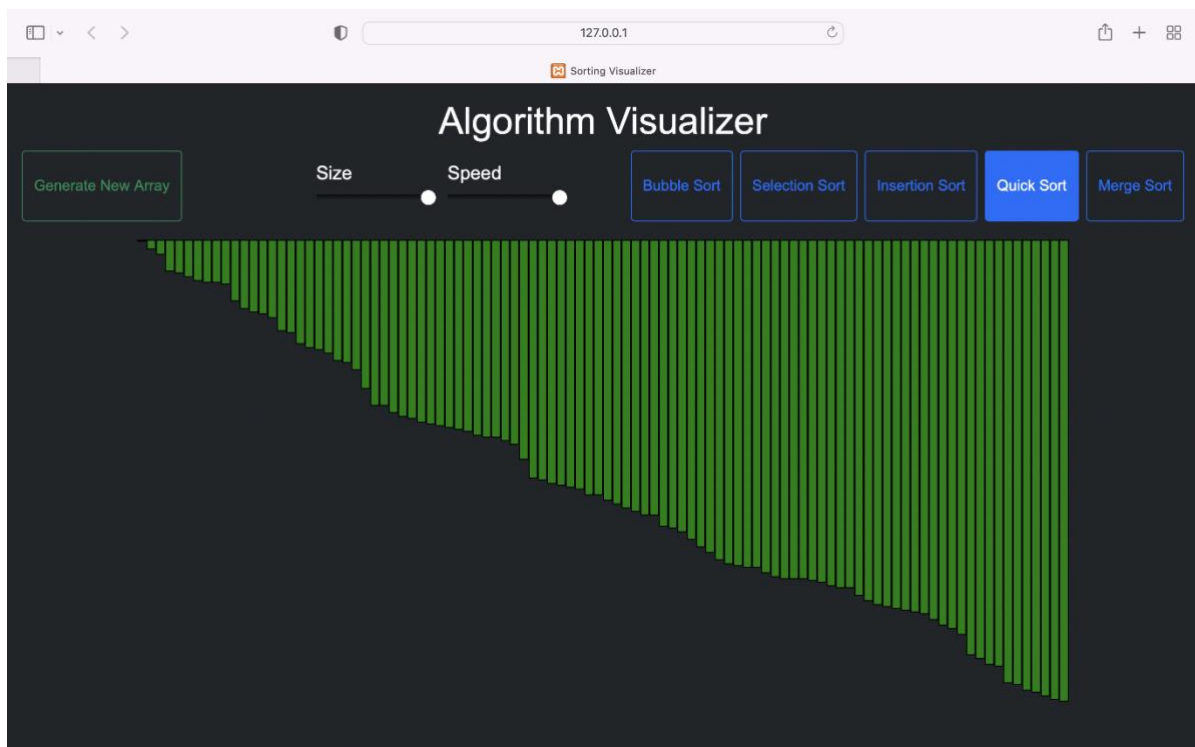 127.0.0.1
Sorting Visualizer
Algorithm Visualizer
Generate New Array
Size
Speed
Bubble Sort
Selection Sort
Insertion Sort
Quick Sort
Merge Sort